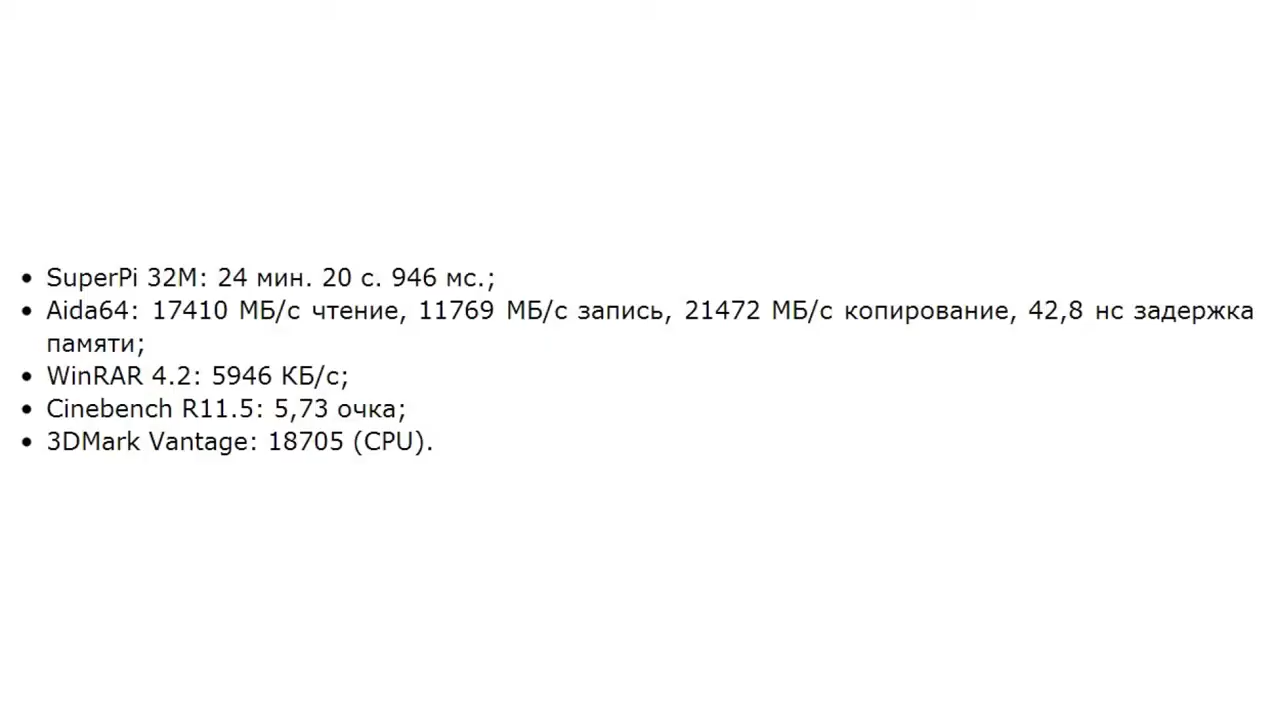 • SuperPi 32M: 24 мин. 20 с. 946 мс.;
• Aida64: 17410 МБ/с чтение, 11769 МБ/с запись, 21472 МБ/с копирование, 42,8 нс задержка
памяти;
• WinRAR 4.2: 5946 КБ/с;
• Cinebench R11.5: 5,73 очка;
• 3DMark Vantage: 18705 (CPU).